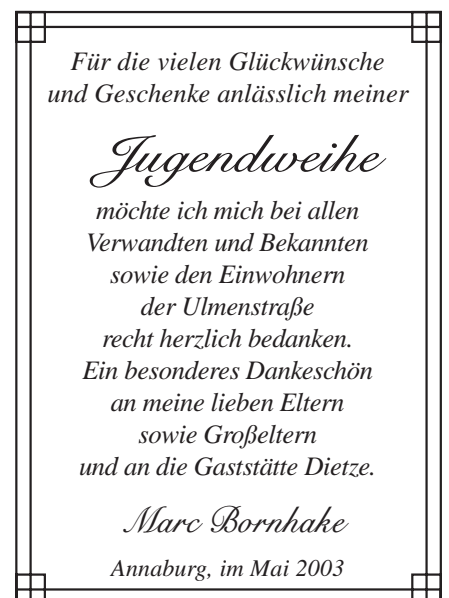 Für die vielen Glückwünsche
und Geschenke anlässlich meiner
Jugendweihe
möchte ich mich bei allen
Verwandten und Bekannten
sowie den Einwohnern
der Ulmenstraße
recht herzlich bedanken.
Ein besonderes Dankeschön
an meine lieben Eltern
sowie Großeltern
und an die Gaststätte Dietze.
Marc Bornhake
Annaburg, im Mai 2003